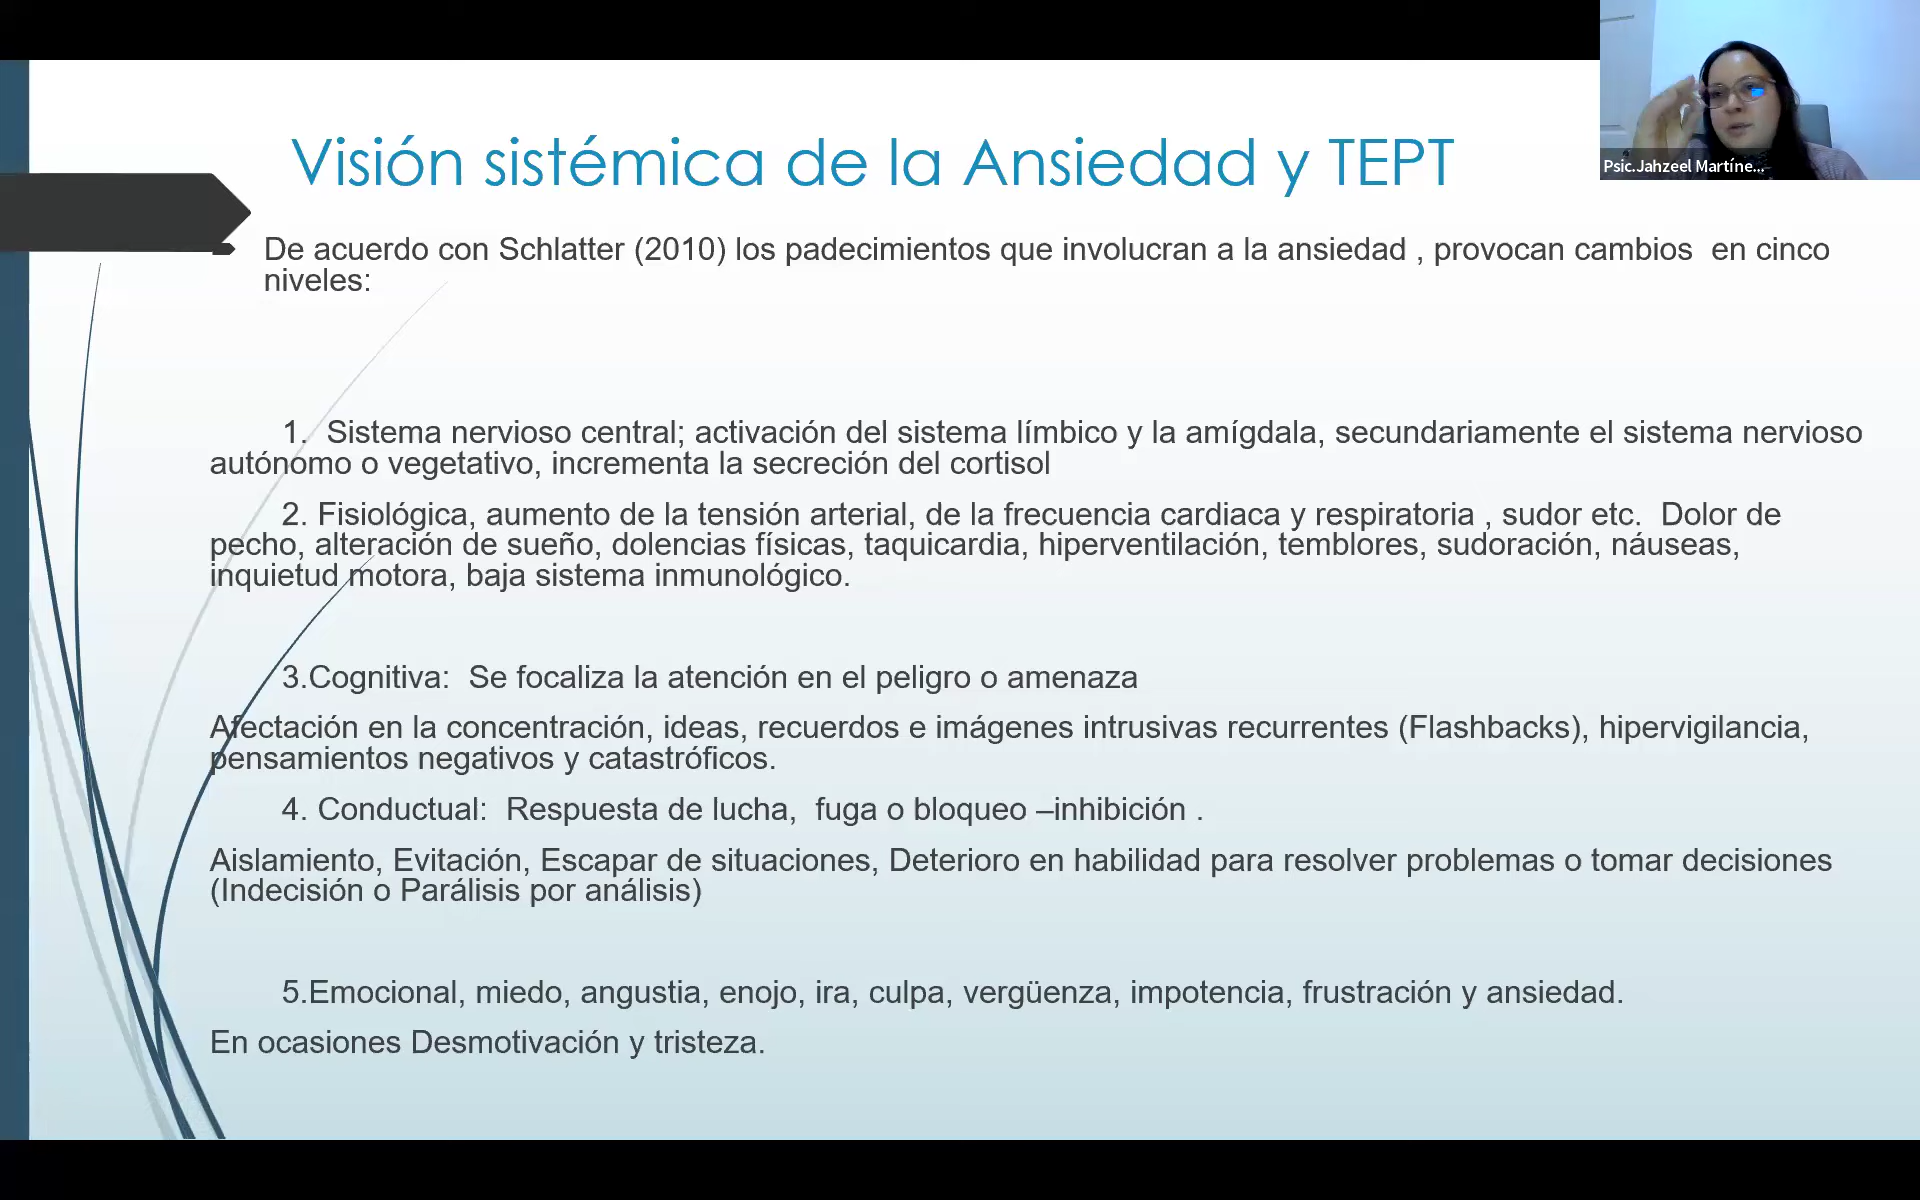 Visión sistémica de la Ansiedad y TEPT
Psic.Jahzeel Martíne...
De acuerdo con Schlatter (2010) los padecimientos que involucran a la ansiedad , provocan cambios  en cinco
niveles:
1.  Sistema nervioso central; activación del sistema límbico y la amígdala, secundariamente el sistema nervioso
autónomo o vegetativo, incrementa la secreción del cortisol
2. Fisiológica, aumento de la tensión arterial, de la frecuencia cardiaca y respiratoria , sudor etc.  Dolor de
pecho, alteración de sueño, dolencias físicas, taquicardia, hiperventilación, temblores, sudoración, náuseas,
inquietud motora, baja sistema inmunológico.
3.Cognitiva:  Se focaliza la atención en el peligro o amenaza
Afectación en la concentración, ideas, recuerdos e imágenes intrusivas recurrentes (Flashbacks), hipervigilancia,
pensamientos negativos y catastróficos.
4. Conductual:  Respuesta de lucha,  fuga o bloqueo –inhibición .
Aislamiento, Evitación, Escapar de situaciones, Deterioro en habilidad para resolver problemas o tomar decisiones
(Indecisión o Parálisis por análisis)
5.Emocional, miedo, angustia, enojo, ira, culpa, vergüenza, impotencia, frustración y ansiedad.
En ocasiones Desmotivación y tristeza.